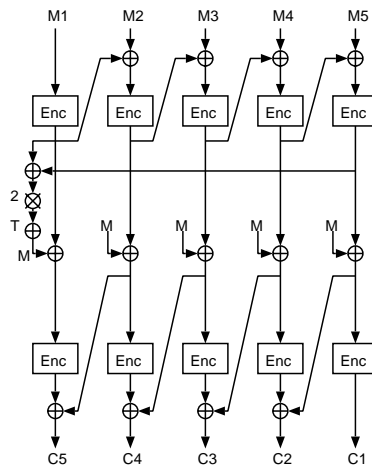 M1 M2 M3 M4 M5
Enc Enc Enc Enc Enc
2
T
M M M M M
Enc Enc Enc Enc Enc
C5 C4 C3 C2 C1